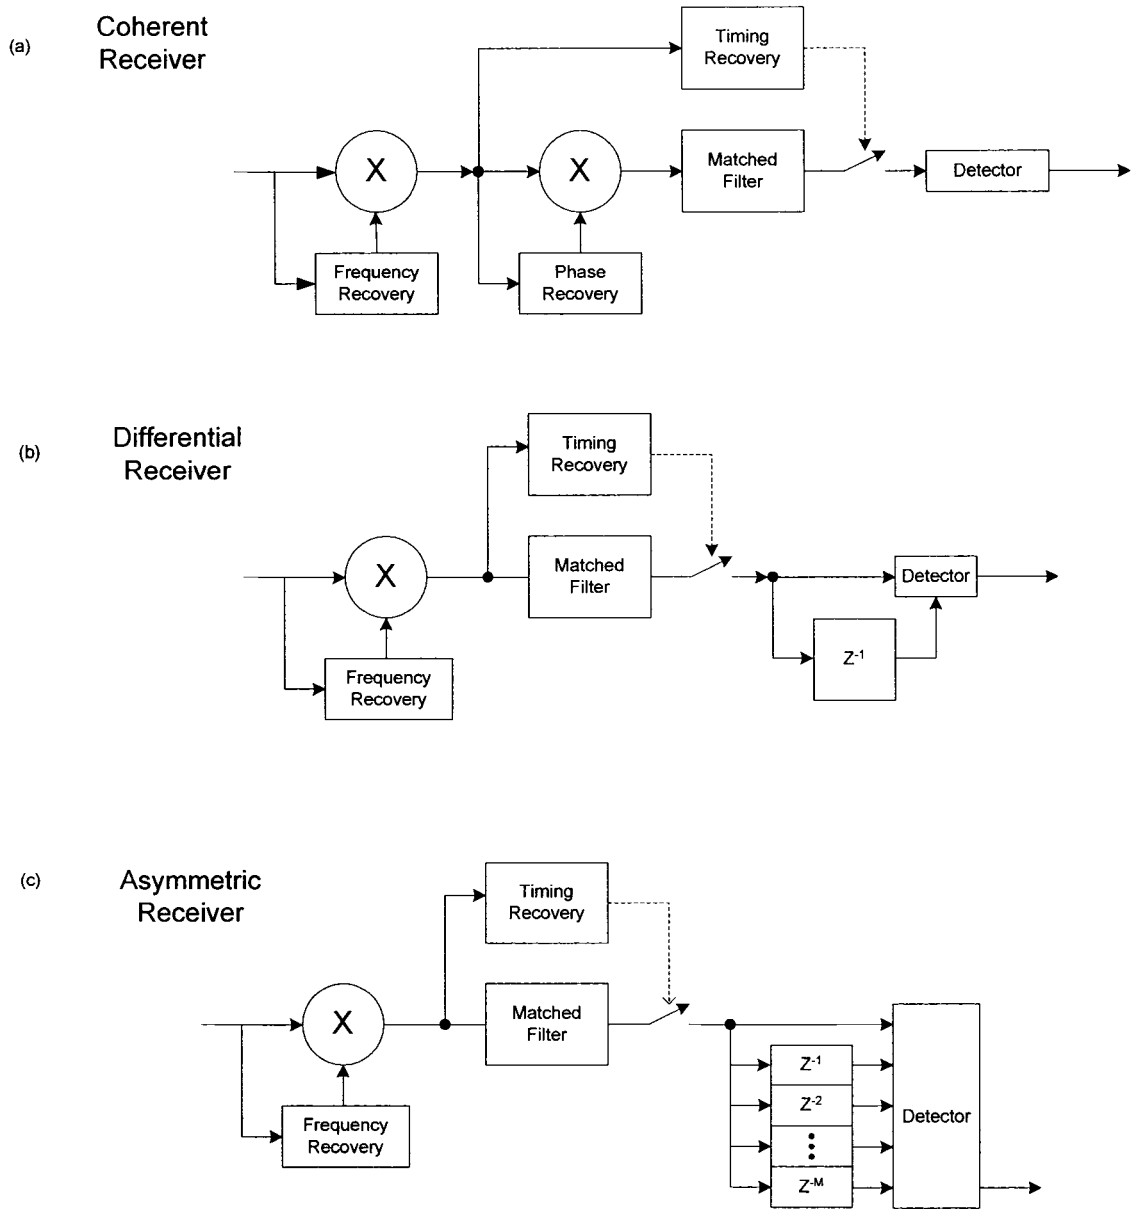 (a)
Coherent
Receiver
Timing
Recovery
X
X
Matched
Filter
Detector
Frequency
Recovery
Phase
Recovery
(b)
Differential
Receiver
Timing
Recovery
X
Matched
Filter
Detector
Z-1
Frequency
Recovery
(c)
Asymmetric
Receiver
Timing
Recovery
X
Matched
Filter
Z-1
Z-2
Detector
Z-M
Frequency
Recovery